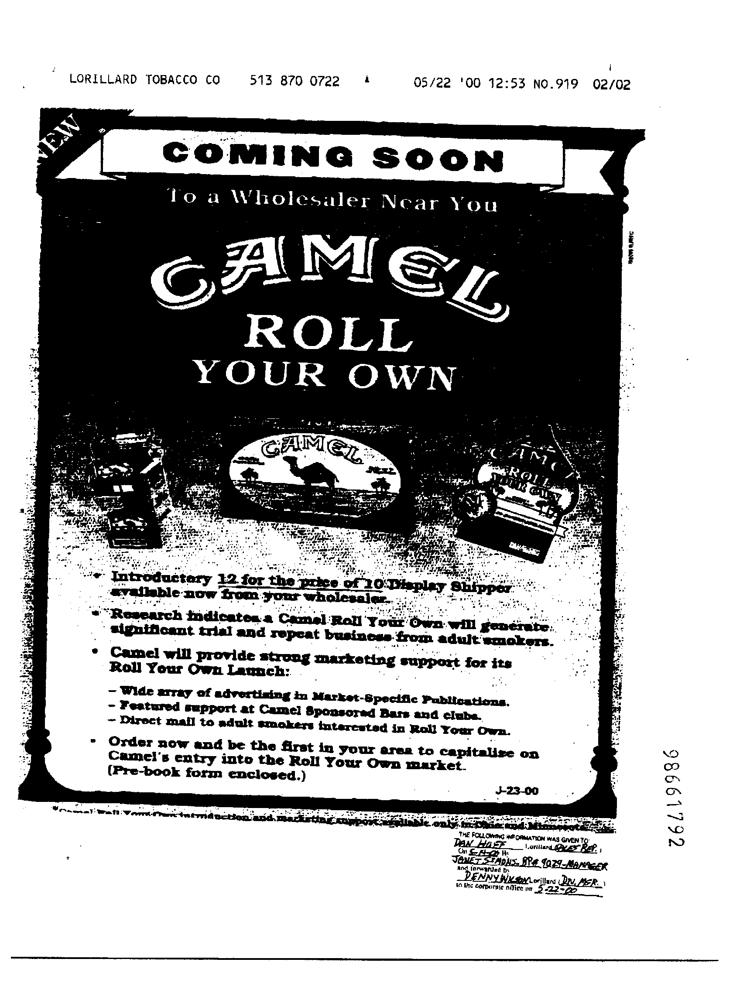 LORILLARD TOBACCO CO 513 870 0722 05/22 '00 12:53 NO.919 02/02
NEW
COMING SOON
To a Wholesaler Near You
CAMEL
ROLL
YOUR OWN
CAMEL
CAMEL
ROLL
YOUR OWN
• Introductory 12 for the price of 10 Display Shipper
available now from your wholesaler.
• Research indicates a Camel Roll Your Own will generate
significant trial and repeat business from adult smokers.
• Camel will provide strong marketing support for its
Roll Your Own Launch:
– Wide array of advertising in Market-Specific Publications.
– Featured support at Camel Sponsored Bars and clubs.
– Direct mail to adult smokers interested in Roll Your Own.
• Order now and be the first in your area to capitalize on
Camel's entry into the Roll Your Own market.
(Pre-book form enclosed.)
J-23-00
*Camel Roll Your Own introduction and marketing support available only in Ohio and Minnesota
THE FOLLOWING INFORMATION WAS GIVEN TO
DAN HOFF Lorillard SALES REP.
On By
JANET SIMONS, BP# 9029-MANAGER
and forwarded by
DENNY WILSON Lorillard DIV. MGR.
to the corporate office on 5-22-00
98661792